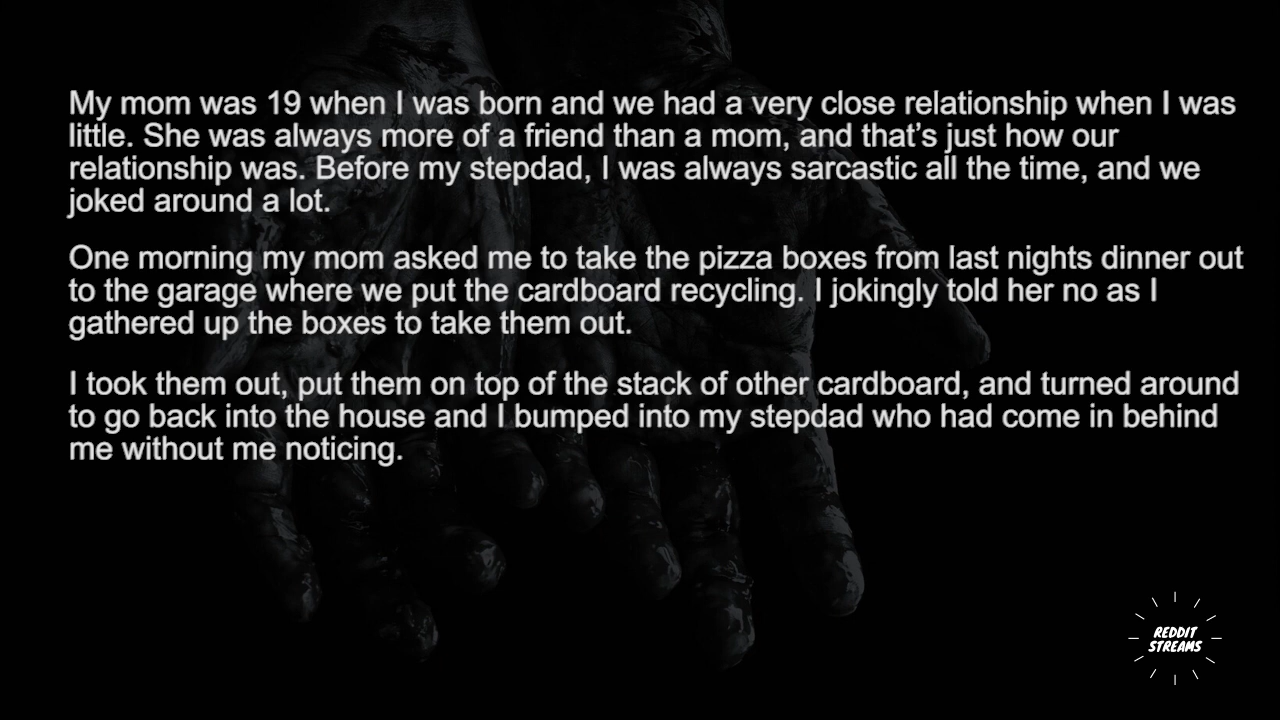 My mom was 19 when I was born and we had a very close relationship when I was
little. She was always more of a friend than a mom, and that’s just how our
relationship was. Before my stepdad, I was always sarcastic all the time, and we
joked around a lot.
One morning my mom asked me to take the pizza boxes from last nights dinner out
to the garage where we put the cardboard recycling. I jokingly told her no as I
gathered up the boxes to take them out.
I took them out, put them on top of the stack of other cardboard, and turned around
to go back into the house and I bumped into my stepdad who had come in behind
me without me noticing.
REDDIT
STREAMS